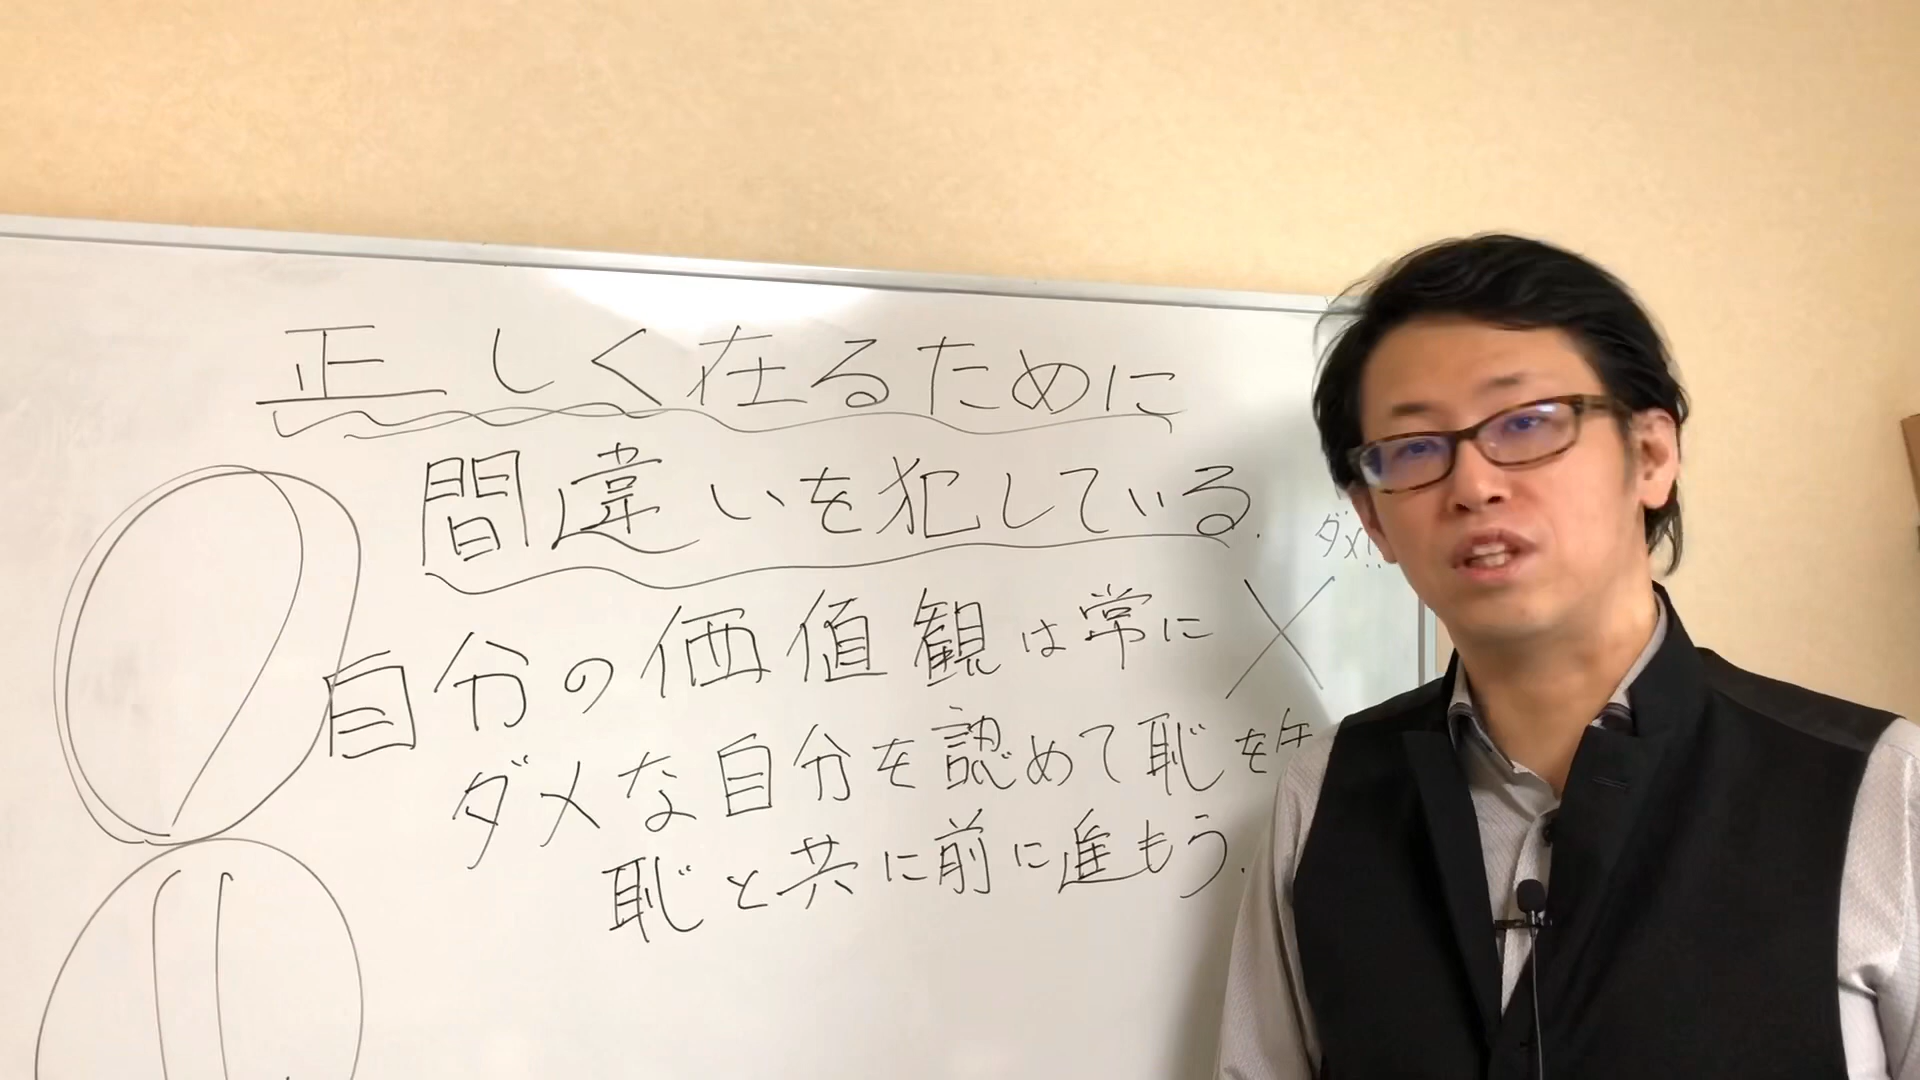 正しく在るために
間違いを犯している.
ダメ!!
自分の価値観は常に×
ダメな自分を認めて恥を
恥と共に前に進もう.